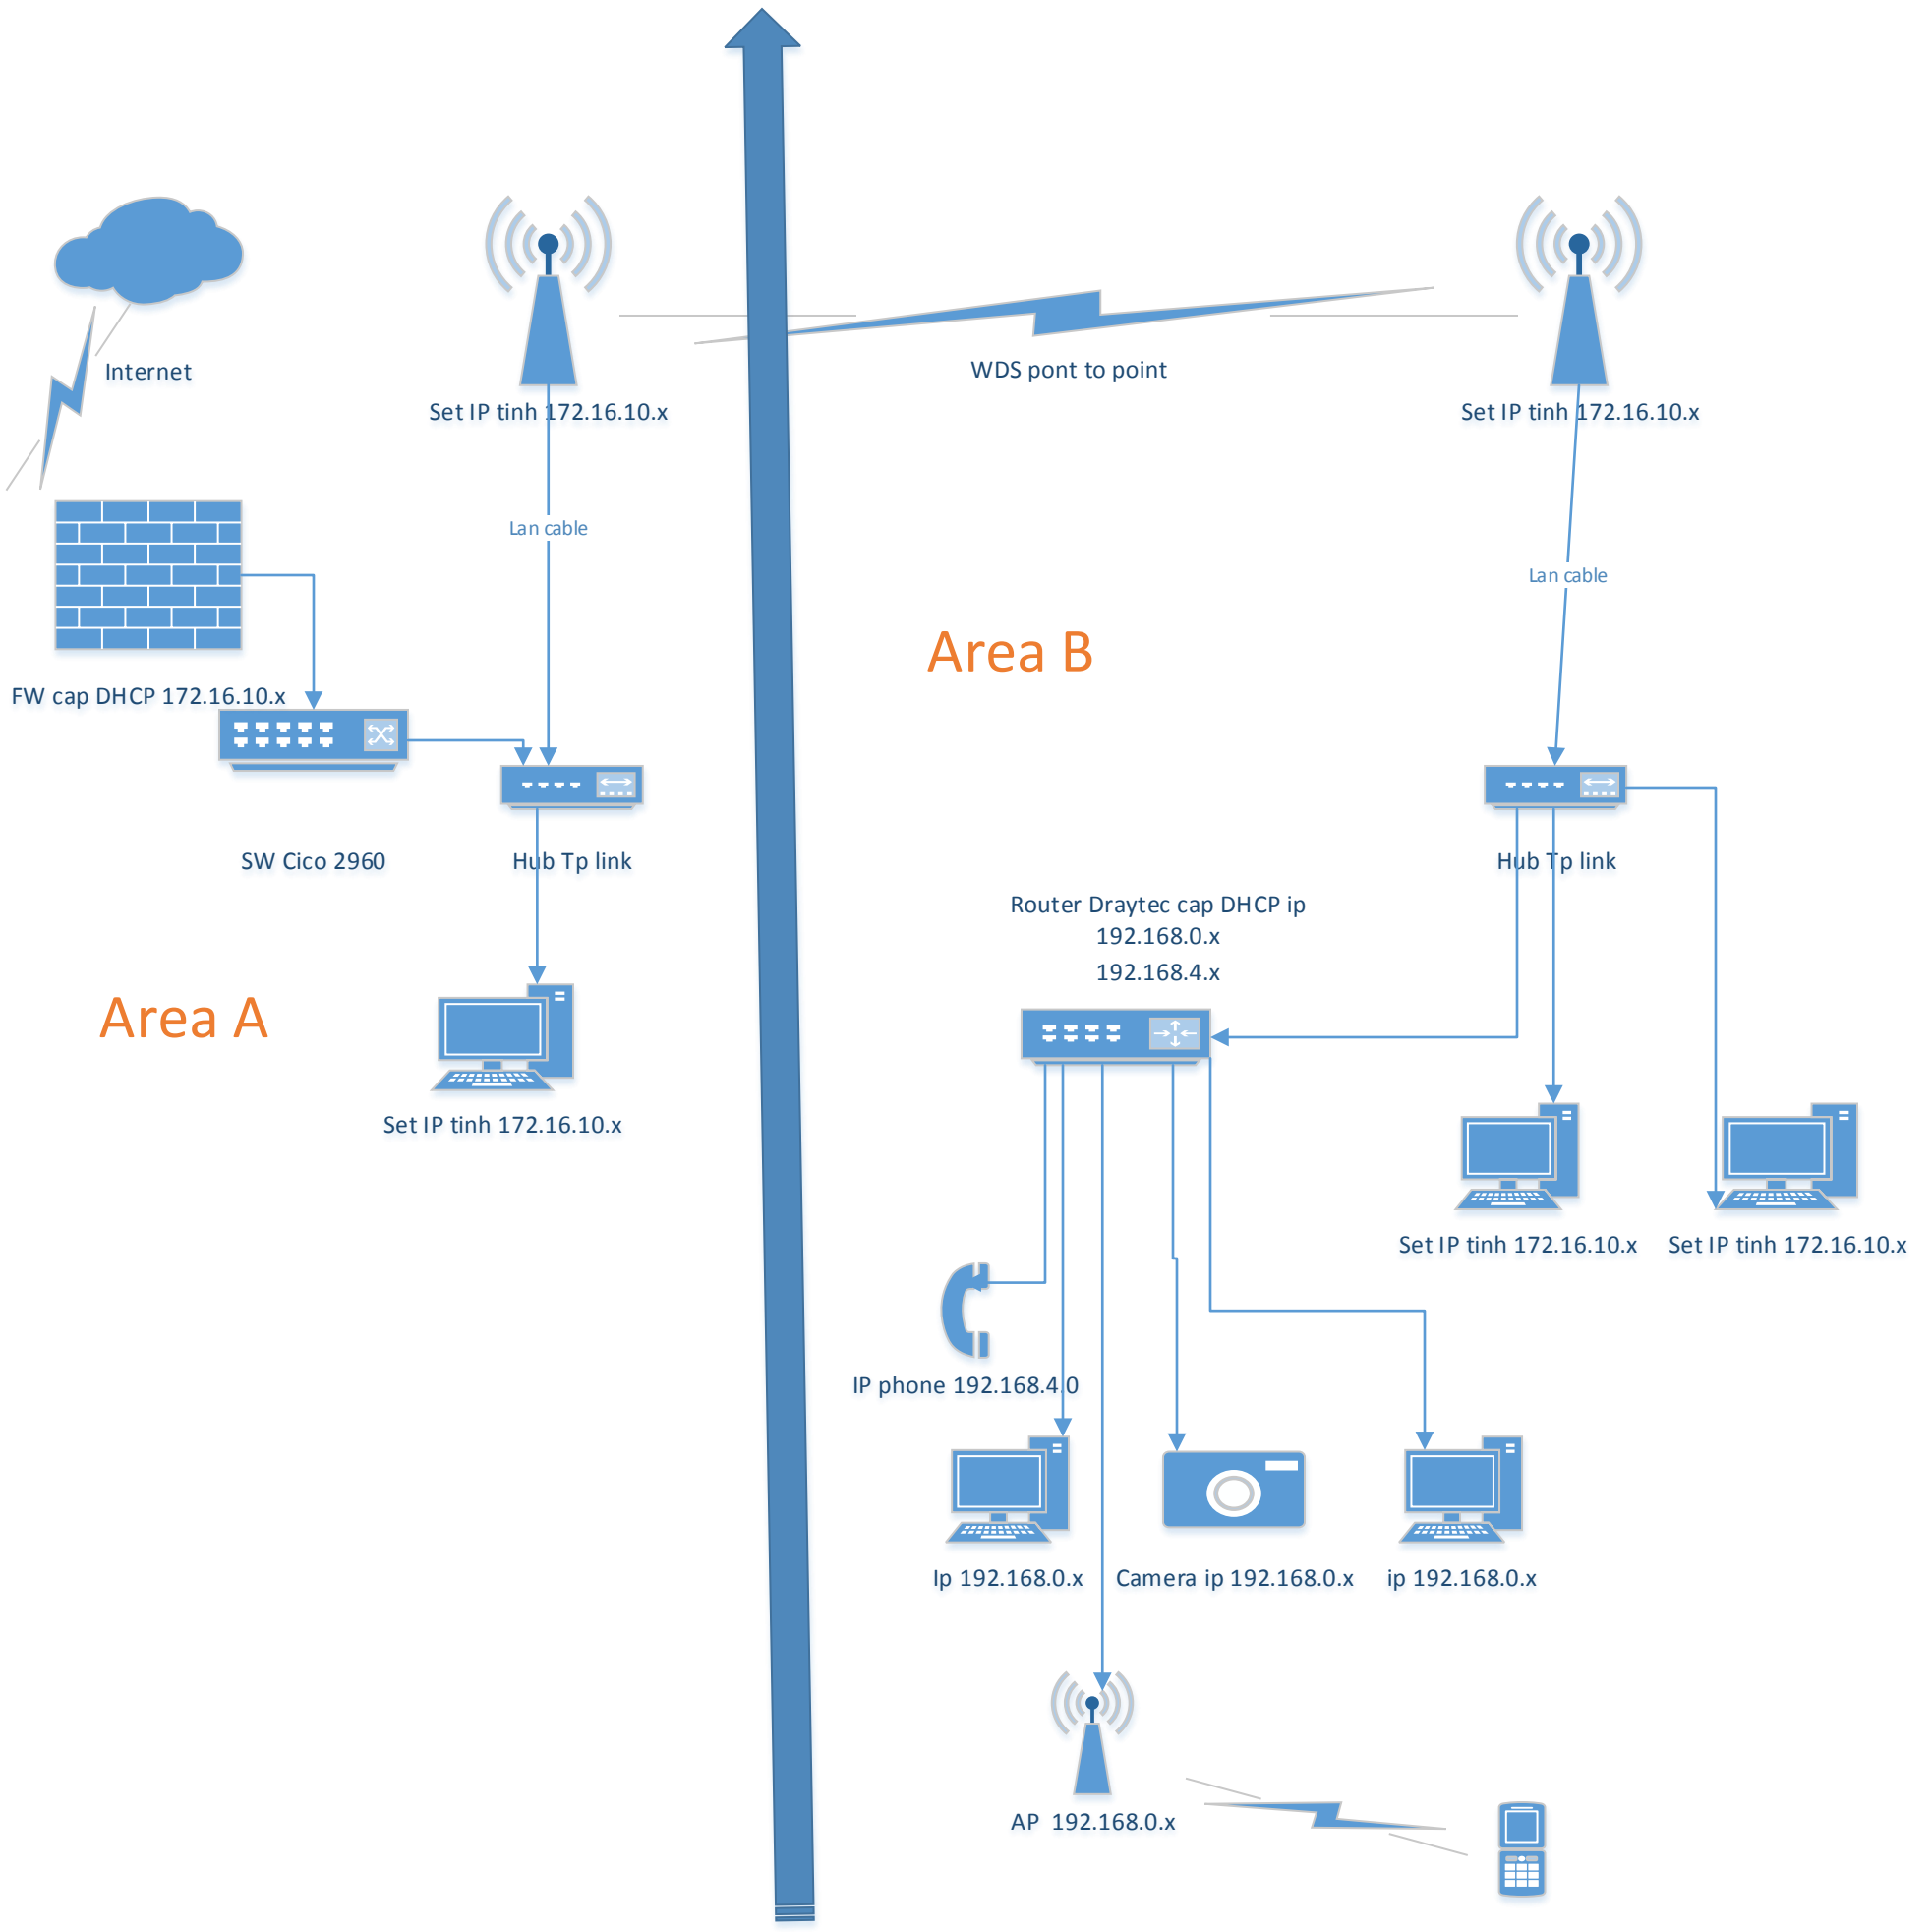 Internet
Set IP tinh 172.16.10.x
WDS pont to point
Set IP tinh 172.16.10.x
Lan cable
Lan cable
Area B
FW cap DHCP 172.16.10.x
SW Cico 2960
Hub Tp link
Hub Tp link
Router Draytec cap DHCP ip
192.168.0.x
192.168.4.x
Area A
Set IP tinh 172.16.10.x
Set IP tinh 172.16.10.x
Set IP tinh 172.16.10.x
IP phone 192.168.4.0
Ip 192.168.0.x
Camera ip 192.168.0.x
ip 192.168.0.x
AP 192.168.0.x